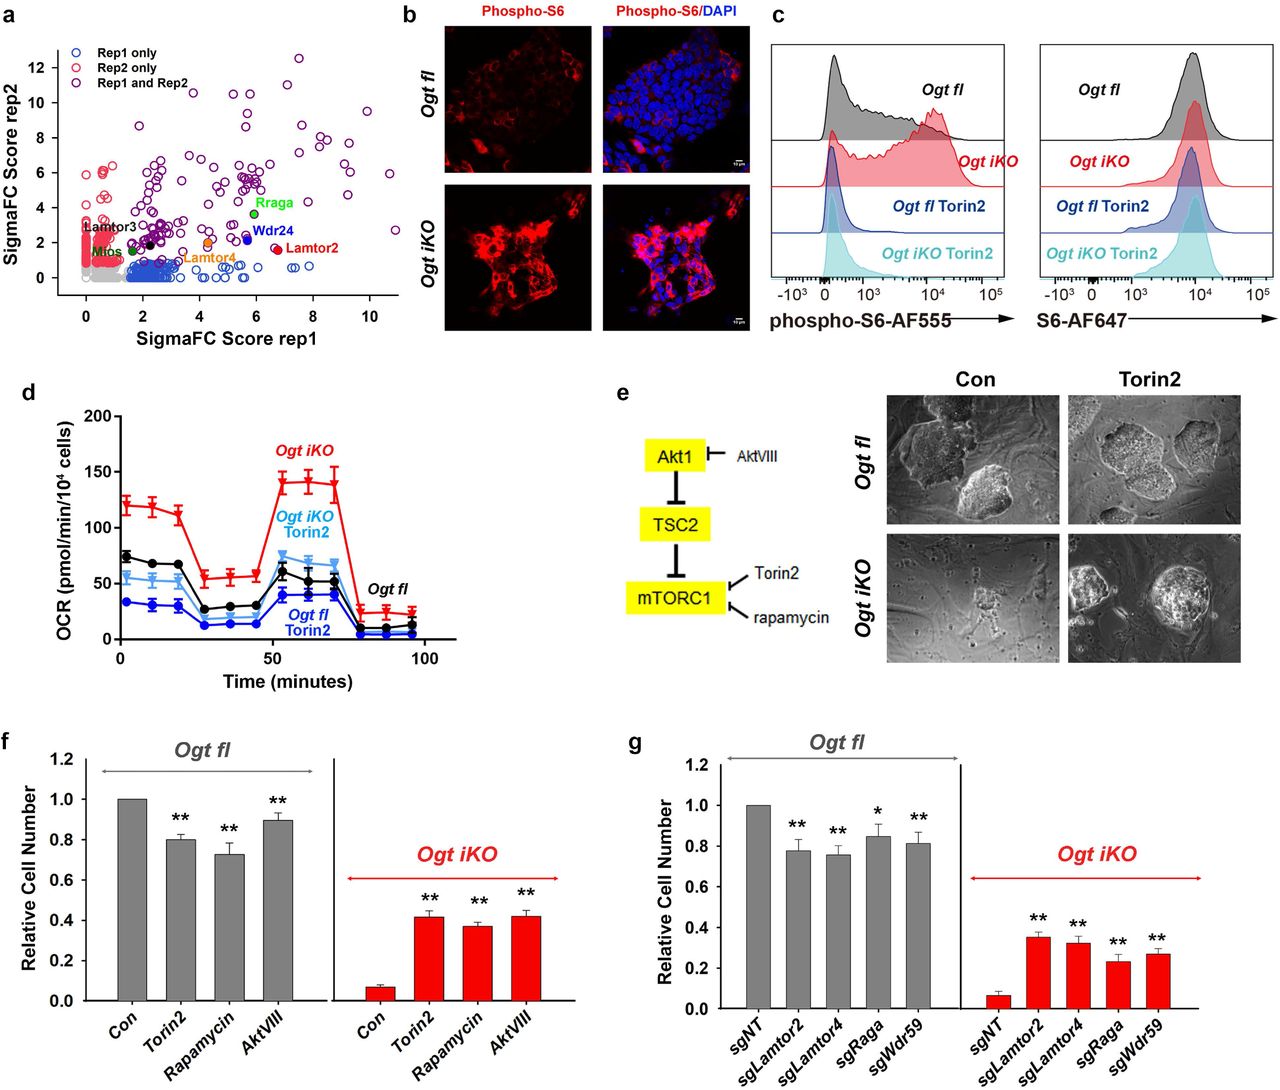 a
SigmaFC Score rep2
12
10
8
6
4
2
0
Rep1 only
Rep2 only
Rep1 and Rep2
Rraga
Lamtor3
Wdr24
Mios
Lamtor4
Lamtor2
0 2 4 6 8 10
SigmaFC Score rep1
b
Phospho-S6 Phospho-S6/DAPI
Ogt fl
Ogt iKO
10 μm
10 μm
c
Ogt fl
Ogt iKO
Ogt fl Torin2
Ogt iKO Torin2
-10³ 0 10³ 10⁴ 10⁵
phospho-S6-AF555
Ogt fl
Ogt iKO
Ogt fl Torin2
Ogt iKO Torin2
-10³ 0 10³ 10⁴ 10⁵
S6-AF647
d
OCR (pmol/min/10⁴ cells)
200
150
100
50
0
Ogt iKO
Ogt iKO
Torin2
Ogt fl
Ogt fl
Torin2
0 50 100
Time (minutes)
e
Akt1
AktVIII
TSC2
mTORC1
Torin2
rapamycin
Con Torin2
Ogt fl
Ogt iKO
f
Relative Cell Number
1.2
1.0
0.8
0.6
0.4
0.2
0.0
Ogt fl
** ** **
Con Torin2 Rapamycin AktVIII
Ogt iKO
** ** **
Con Torin2 Rapamycin AktVIII
g
Relative Cell Number
1.2
1.0
0.8
0.6
0.4
0.2
0.0
Ogt fl
** ** * **
sgNT sgLamtor2 sgLamtor4 sgRaga sgWdr59
Ogt iKO
** ** ** **
sgNT sgLamtor2 sgLamtor4 sgRaga sgWdr59